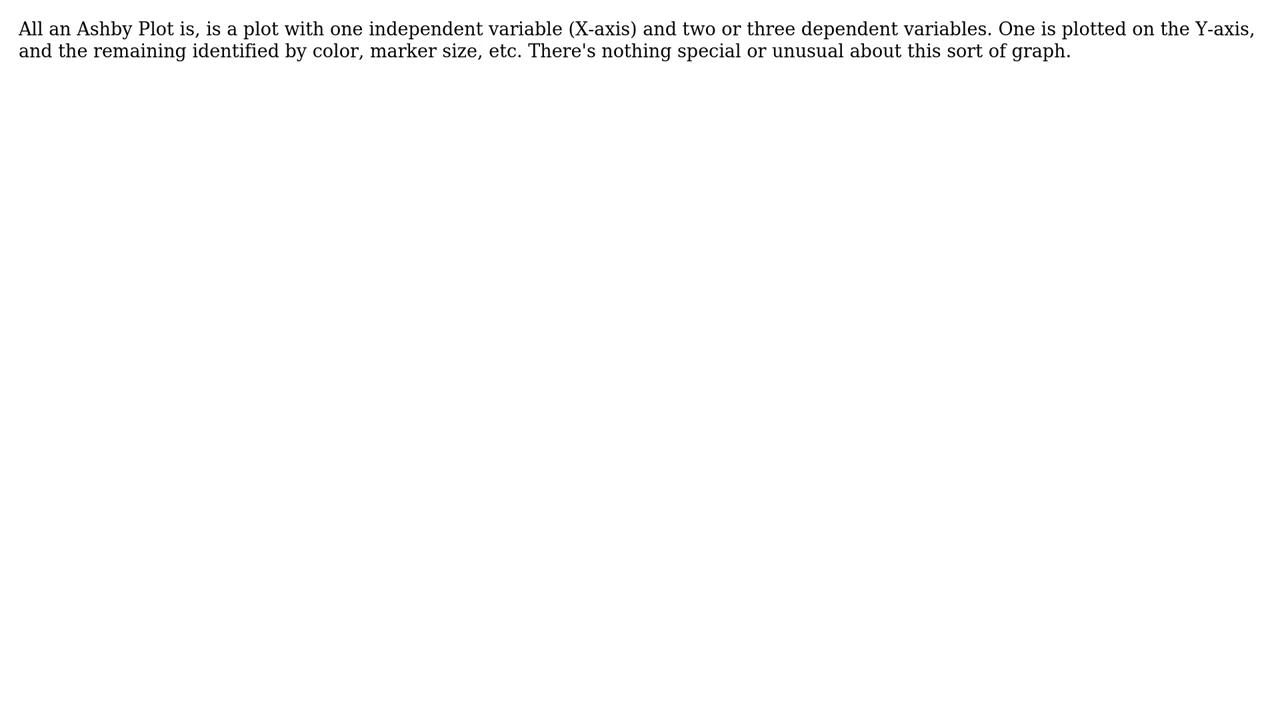 All an Ashby Plot is, is a plot with one independent variable (X-axis) and two or three dependent variables. One is plotted on the Y-axis,
and the remaining identified by color, marker size, etc. There's nothing special or unusual about this sort of graph.